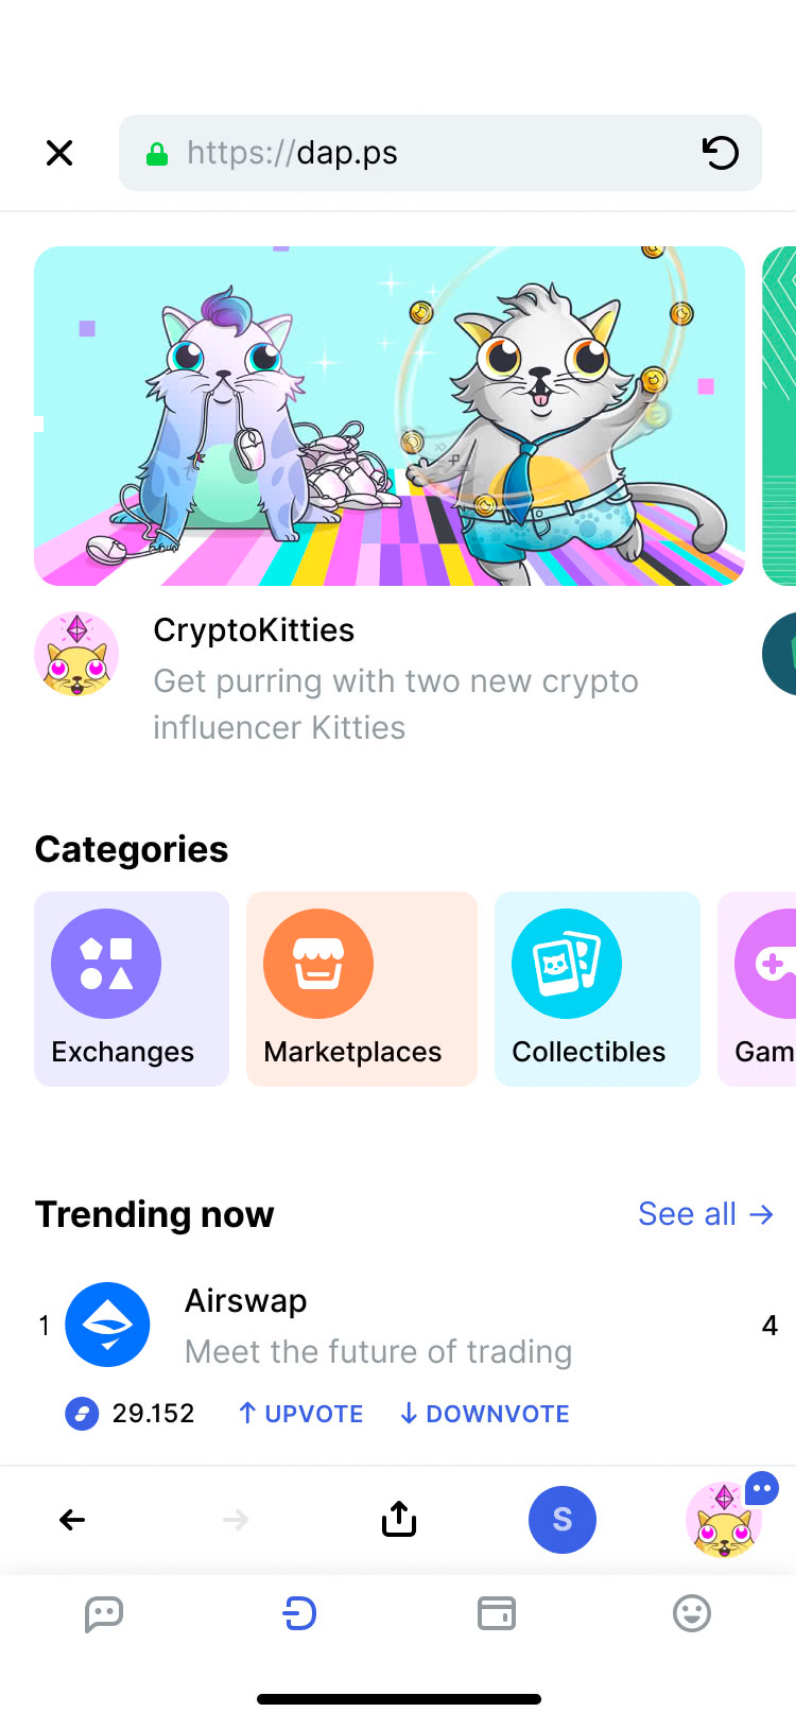 https://dap.ps
CryptoKitties
Get purring with two new crypto
influencer Kitties
Categories
Exchanges
Marketplaces
Collectibles
Gam
Trending now
See all →
1
Airswap
4
Meet the future of trading
29.152
↑ UPVOTE
↓ DOWNVOTE
S